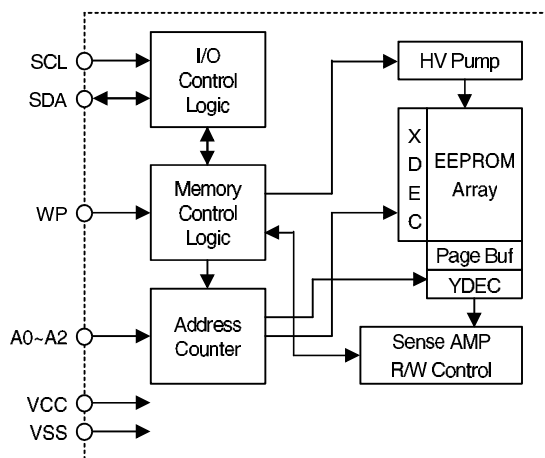 SCL
SDA
WP
A0~A2
VCC
VSS
I/O
Control
Logic
Memory
Control
Logic
Address
Counter
HV Pump
X
D
E
C
EEPROM
Array
Page Buf
YDEC
Sense AMP
R/W Control